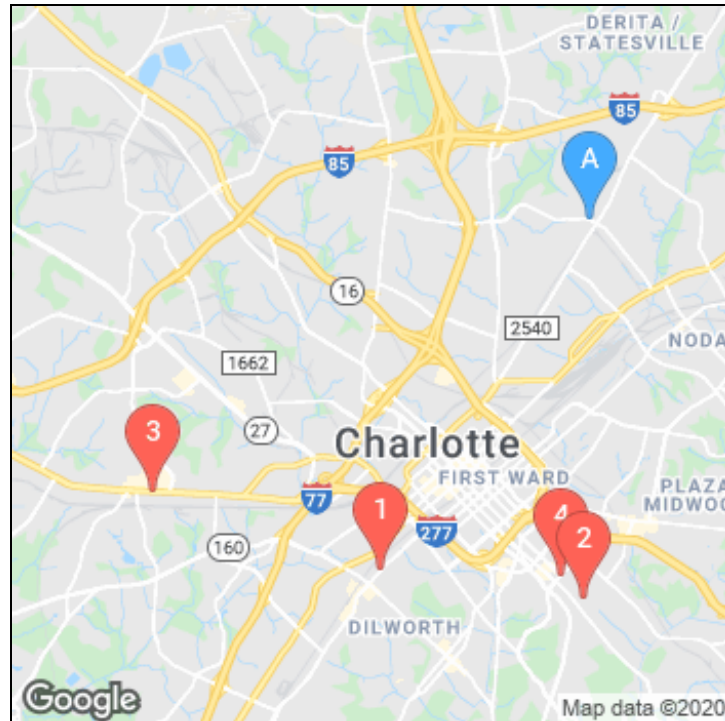 DERITA /
STATESVILLE
85
85
A
16
2540
NODA
1662
3
27
Charlotte
FIRST WARD
PLAZA
MIDWOO
77
1
277
4
2
160
DILWORTH
Google
Map data ©2020